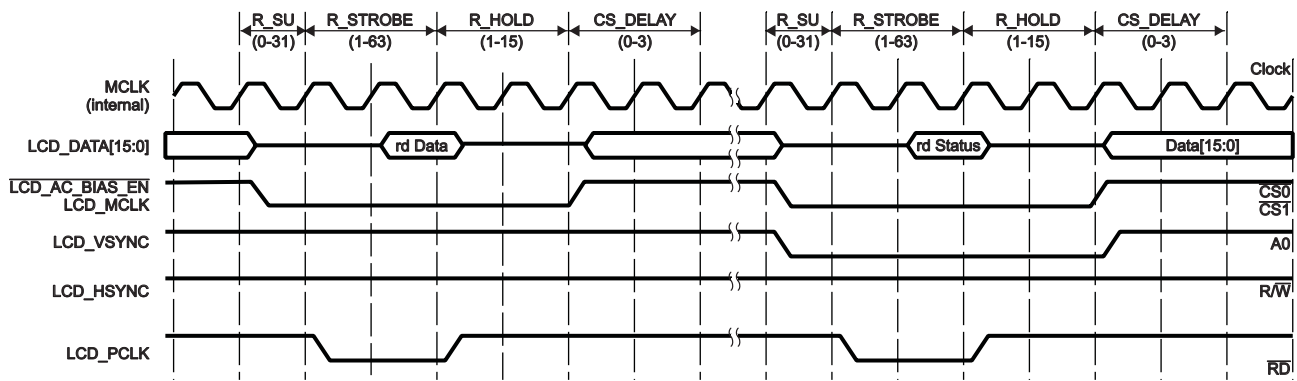 R_SU R_STROBE R_HOLD CS_DELAY R_SU R_STROBE R_HOLD CS_DELAY
(0-31) (1-63) (1-15) (0-3) (0-31) (1-63) (1-15) (0-3)
Clock
MCLK
(internal)
LCD_DATA[15:0] rd Data rd Status Data[15:0]
LCD_AC_BIAS_EN CS0
LCD_MCLK CS1
LCD_VSYNC A0
LCD_HSYNC R/W
LCD_PCLK RD